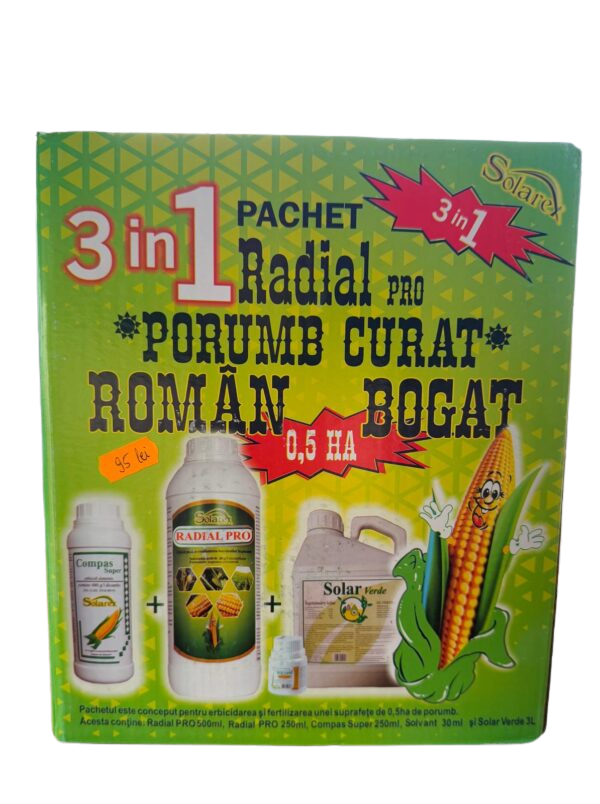 Solarex
3 in 1
PACHET
3 in 1
Radial PRO
PORUMB CURAT
ROMÂN BOGAT
0,5 HA
95 lei
Compas
Super
Solarex
Solarex
RADIAL PRO
Solar Verde
+
+
Pachetul este conceput pentru erbicidarea și fertilizarea unei suprafețe de 0,5ha de porumb.
Acesta conține: Radial PRO500ml, Radial PRO 250ml, Compas Super 250ml, Solvant 30ml și Solar Verde 3L